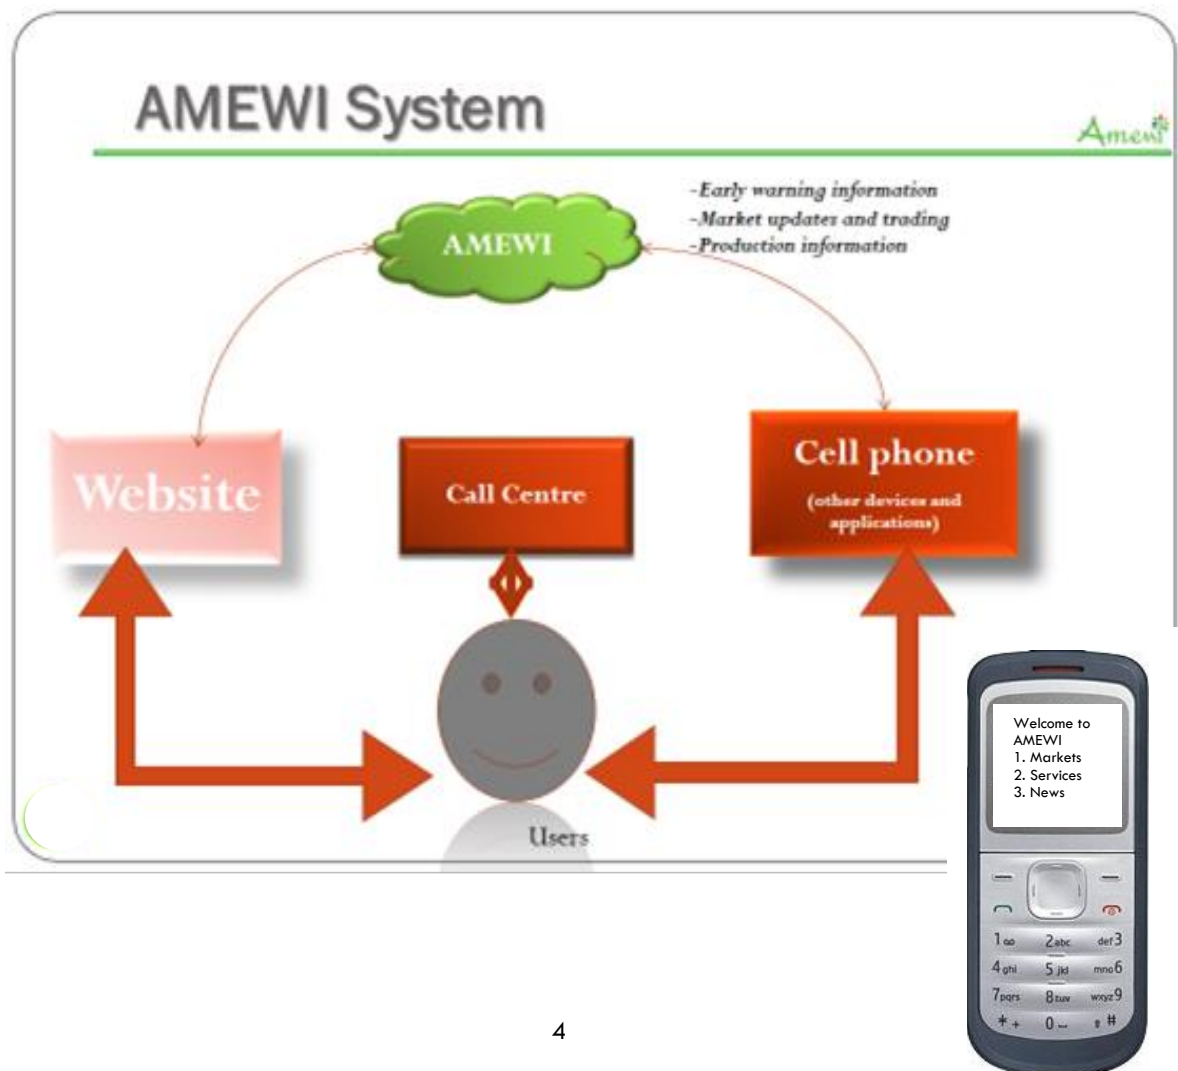 AMEWI System
Amewi
-Early warning information
-Market updates and trading
-Production information
AMEWI
Website
Call Centre
Cell phone
(other devices and
applications)
Users
Welcome to
AMEWI
1. Markets
2. Services
3. News
1
2abc
def3
4ghi
5 jkl
mno6
7pqrs
8tuv
wxyz9
*+
0
#
4